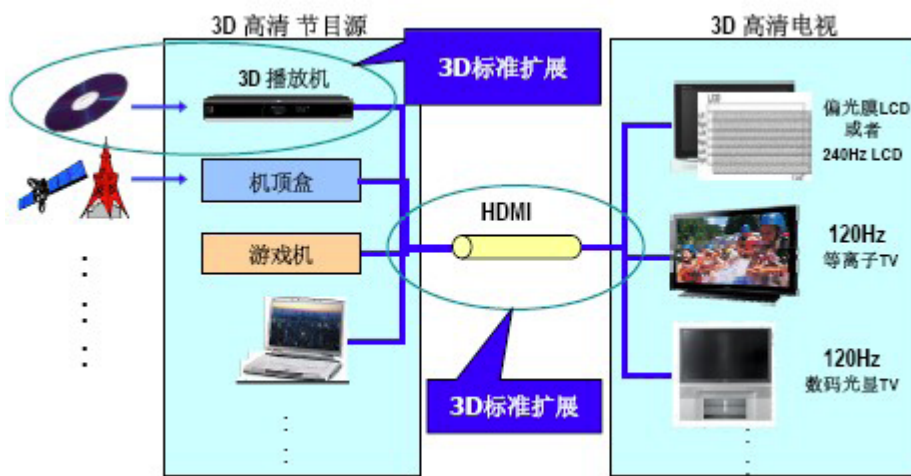 3D 高清 节目源
3D 高清电视
3D标准扩展
3D 播放机
偏光膜LCD
或者
240Hz LCD
机顶盒
HDMI
120Hz
等离子TV
游戏机
120Hz
数码光显TV
3D标准扩展